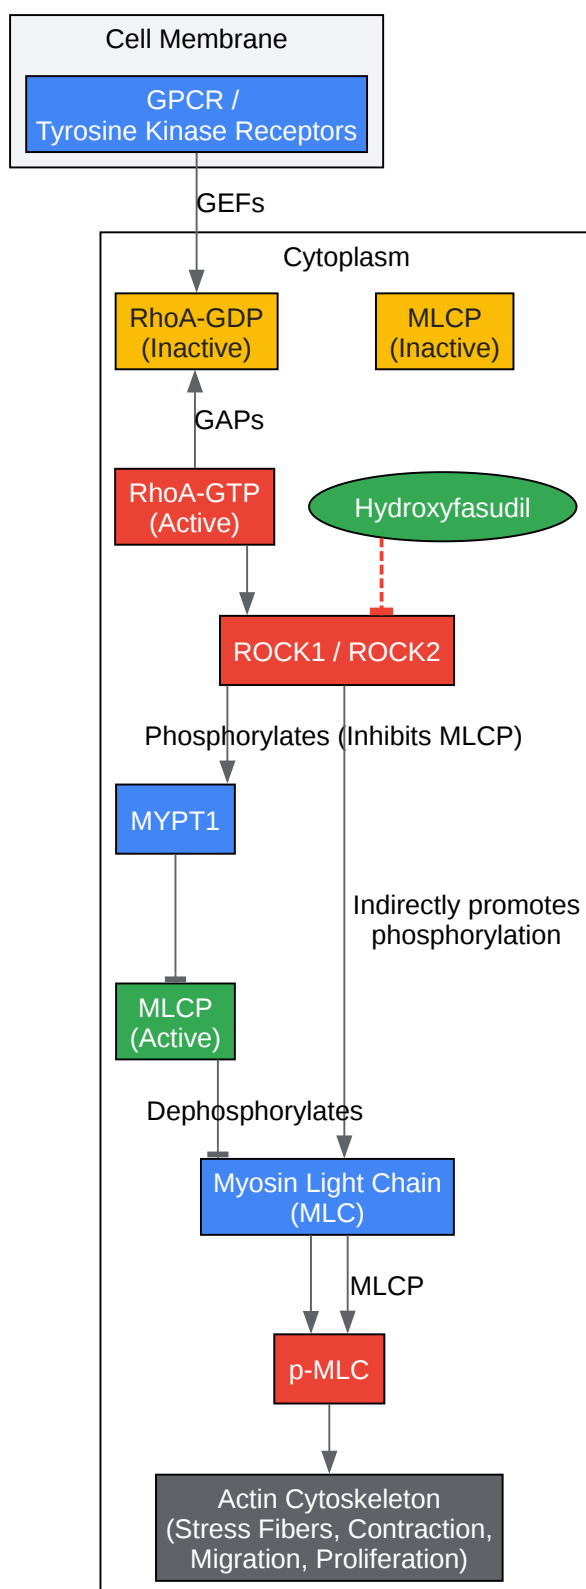 Cell Membrane
GPCR /
Tyrosine Kinase Receptors
GEFs
Cytoplasm
RhoA-GDP
(Inactive)
MLCP
(Inactive)
GAPs
RhoA-GTP
(Active)
Hydroxyfasudil
ROCK1 / ROCK2
Phosphorylates (Inhibits MLCP)
MYPT1
Indirectly promotes
phosphorylation
MLCP
(Active)
Dephosphorylates
Myosin Light Chain
(MLC)
MLCP
p-MLC
Actin Cytoskeleton
(Stress Fibers, Contraction,
Migration, Proliferation)